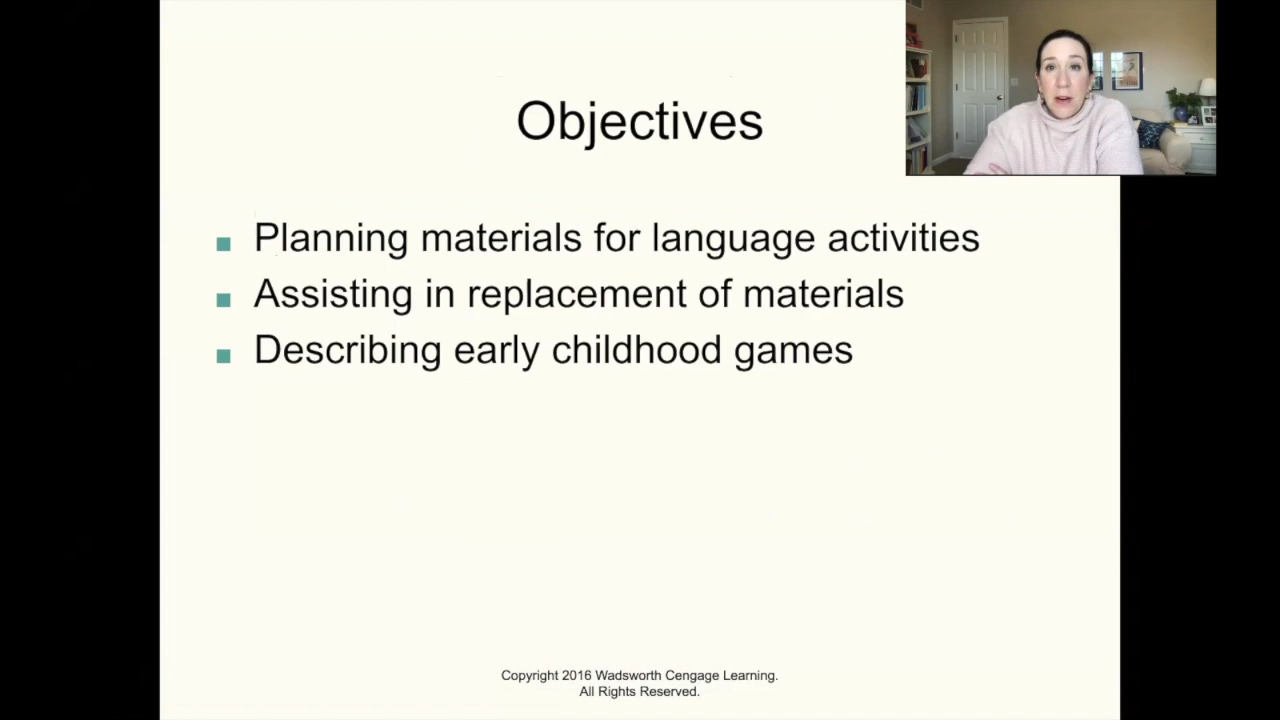 Objectives
Planning materials for language activities
Assisting in replacement of materials
Describing early childhood games
Copyright 2016 Wadsworth Cengage Learning.
All Rights Reserved.